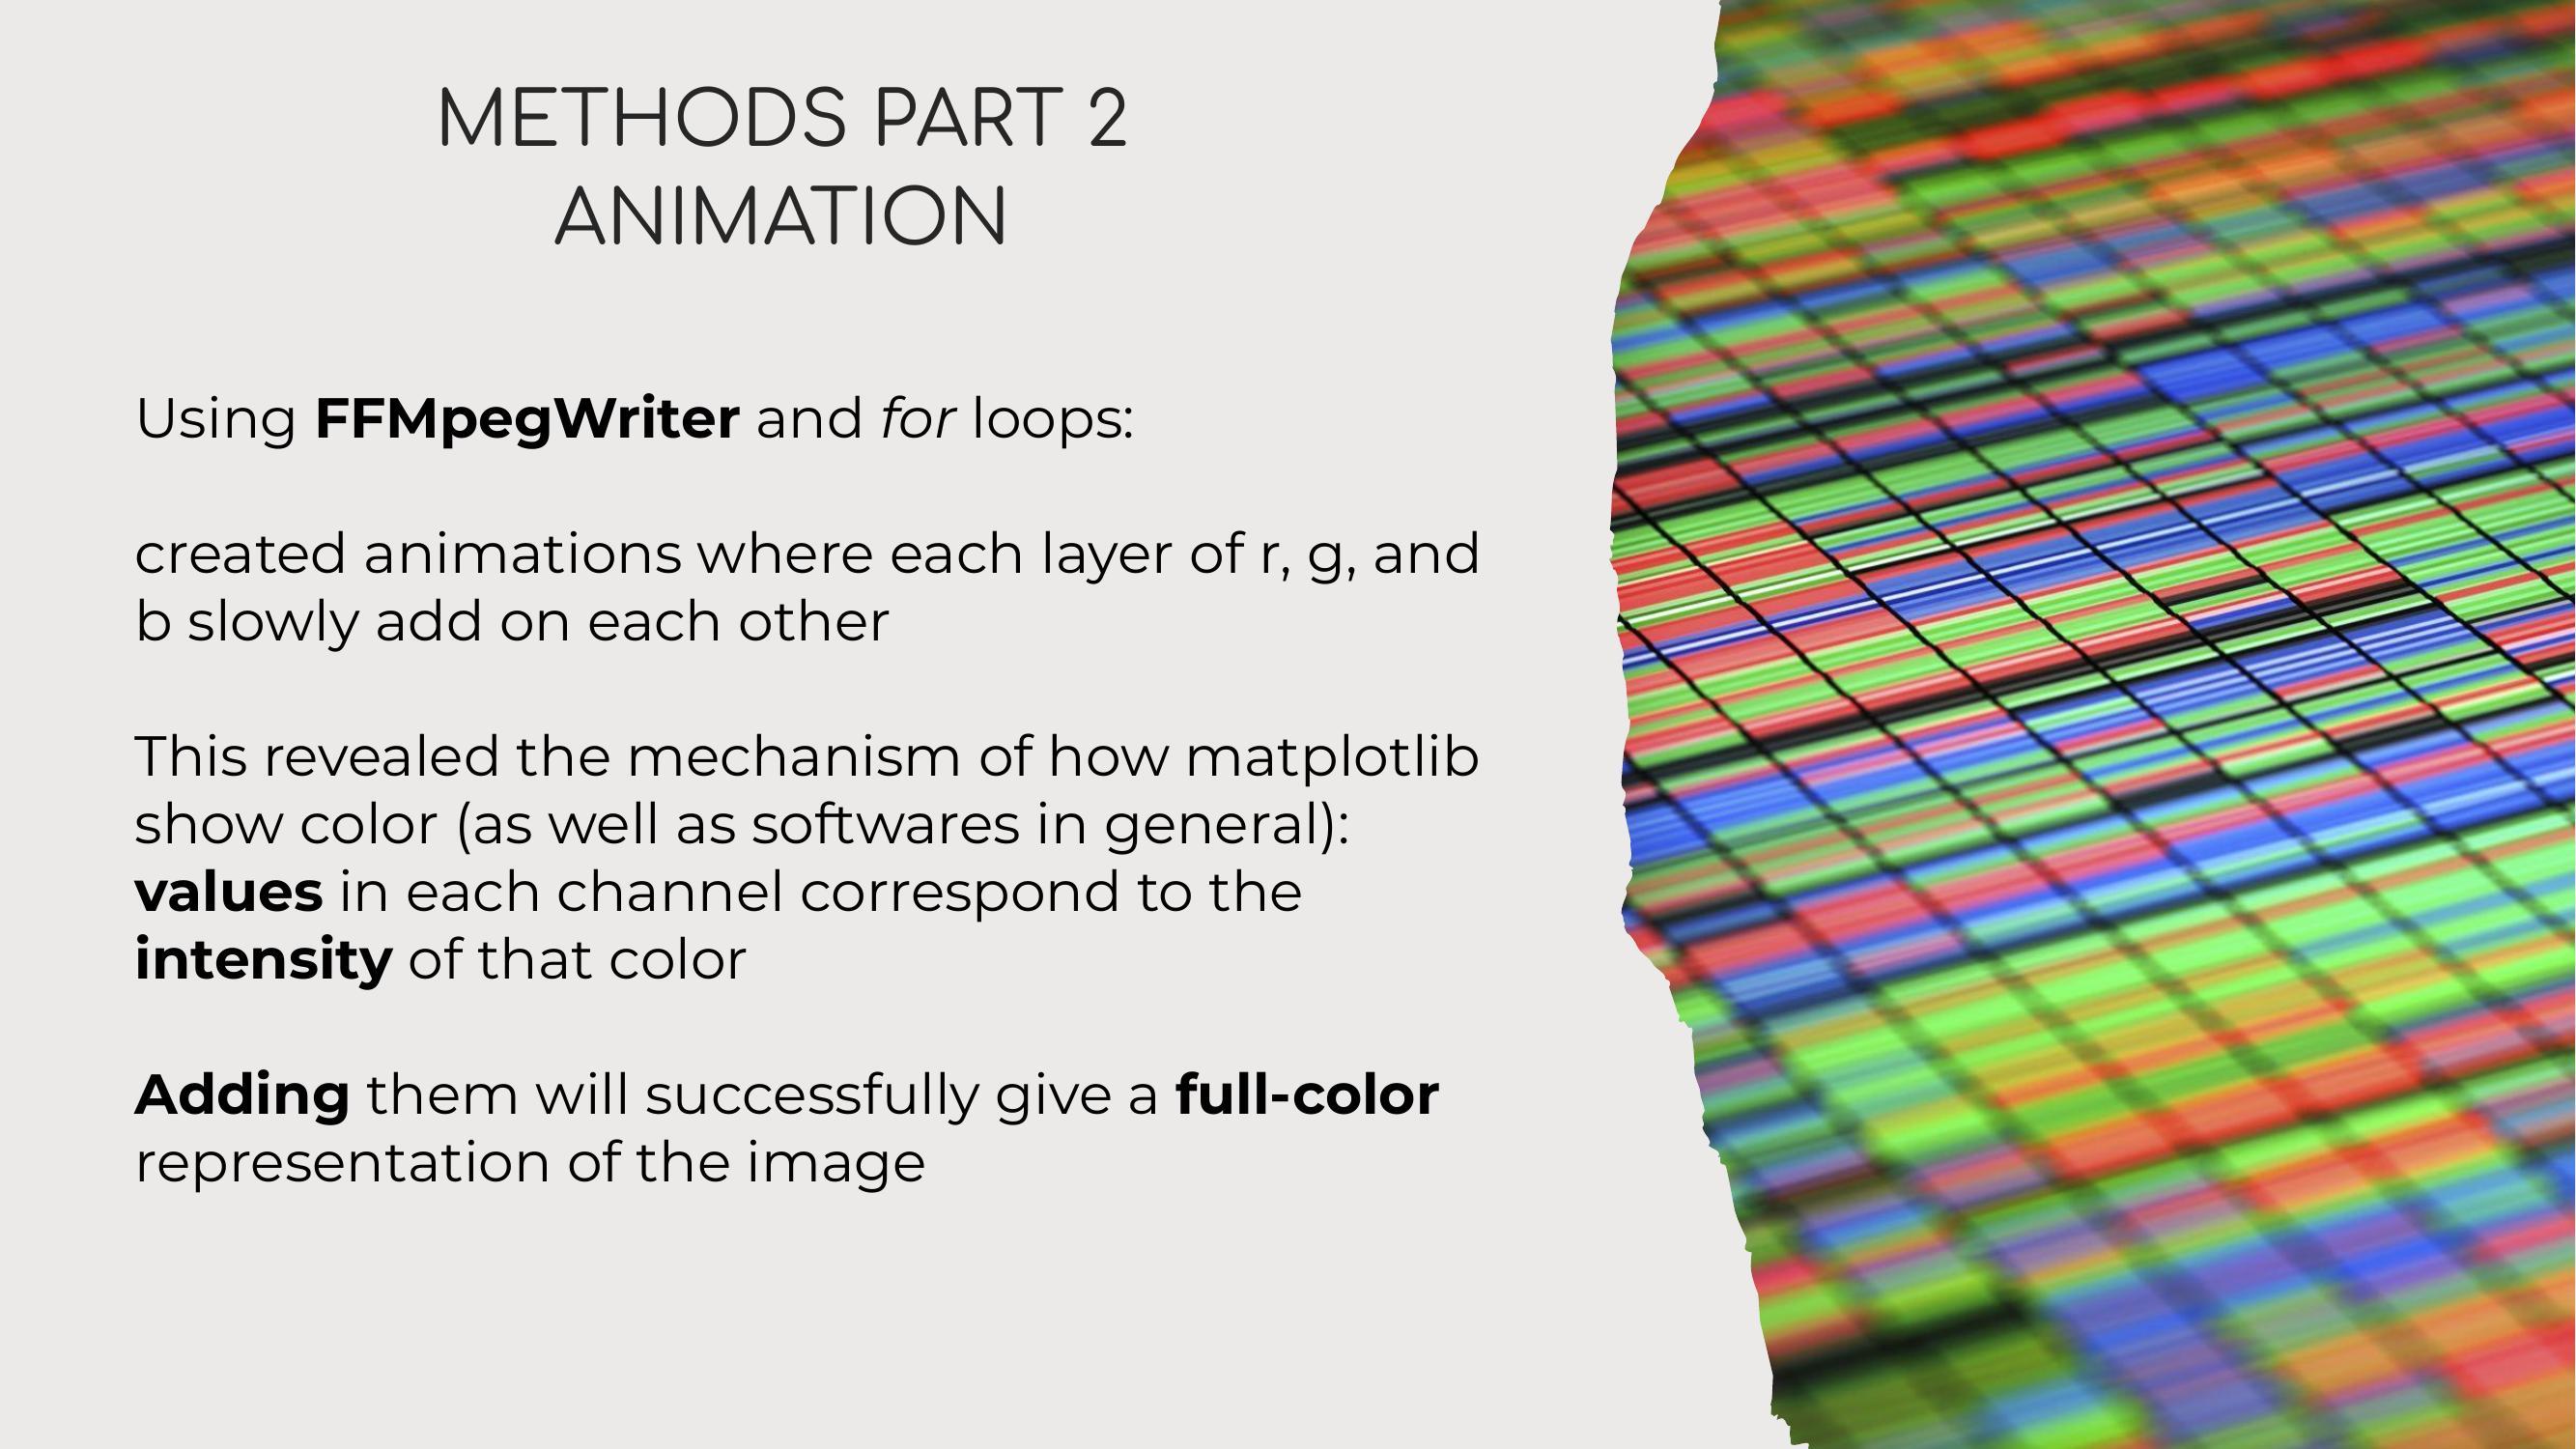 METHODS PART 2
ANIMATION
Using FFMpegWriter and for loops:
created animations where each layer of r, g, and
b slowly add on each other
This revealed the mechanism of how matplotlib
show color (as well as softwares in general):
values in each channel correspond to the
intensity of that color
Adding them will successfully give a full-color
representation of the image